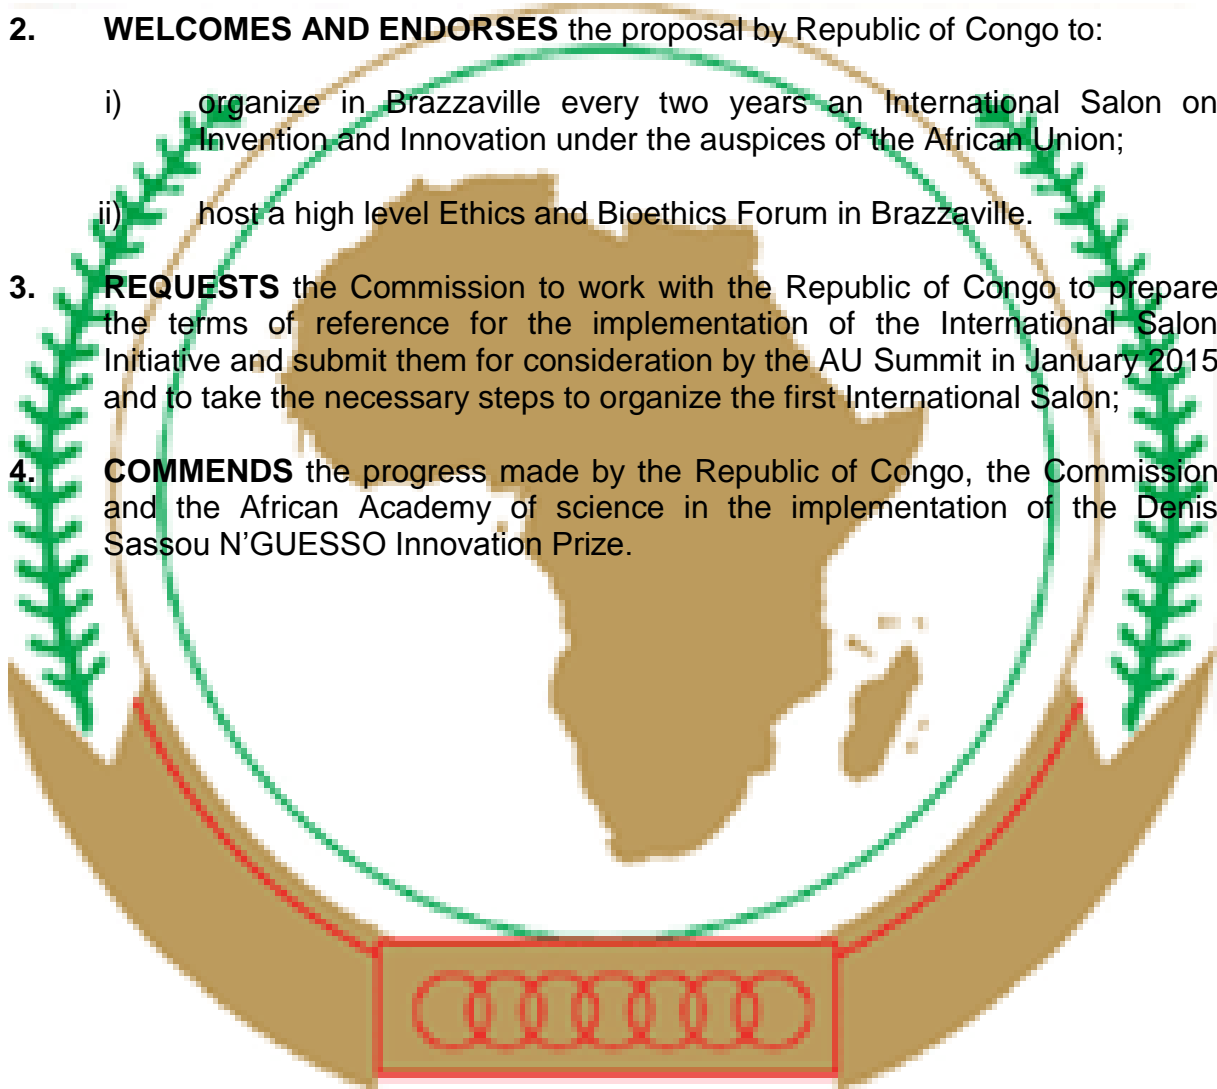 2. WELCOMES AND ENDORSES the proposal by Republic of Congo to:
i) organize in Brazzaville every two years an International Salon on
Invention and Innovation under the auspices of the African Union;
ii) host a high level Ethics and Bioethics Forum in Brazzaville.
3. REQUESTS the Commission to work with the Republic of Congo to prepare
the terms of reference for the implementation of the International Salon
Initiative and submit them for consideration by the AU Summit in January 2015
and to take the necessary steps to organize the first International Salon;
4. COMMENDS the progress made by the Republic of Congo, the Commission
and the African Academy of science in the implementation of the Denis
Sassou N’GUESSO Innovation Prize.